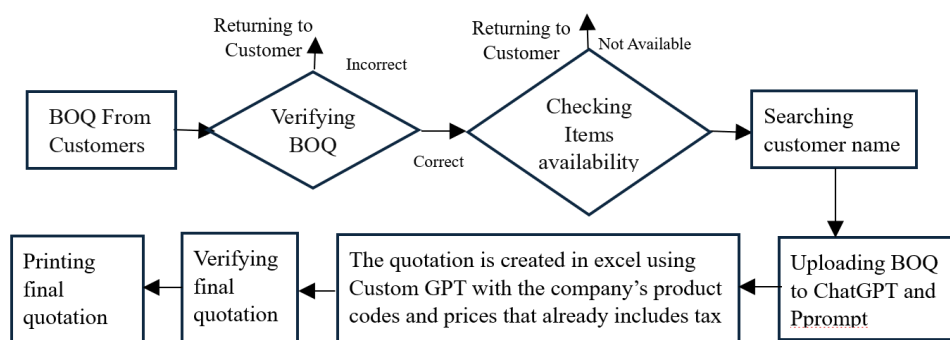 Returning to
Customer
Incorrect
Returning to
Customer
Not Available
BOQ From
Customers
Verifying
BOQ
Correct
Checking
Items
availability
Searching
customer name
Uploading BOQ
to ChatGPT and
Pprompt
The quotation is created in excel using
Custom GPT with the company’s product
codes and prices that already includes tax
Verifying
final
quotation
Printing
final
quotation